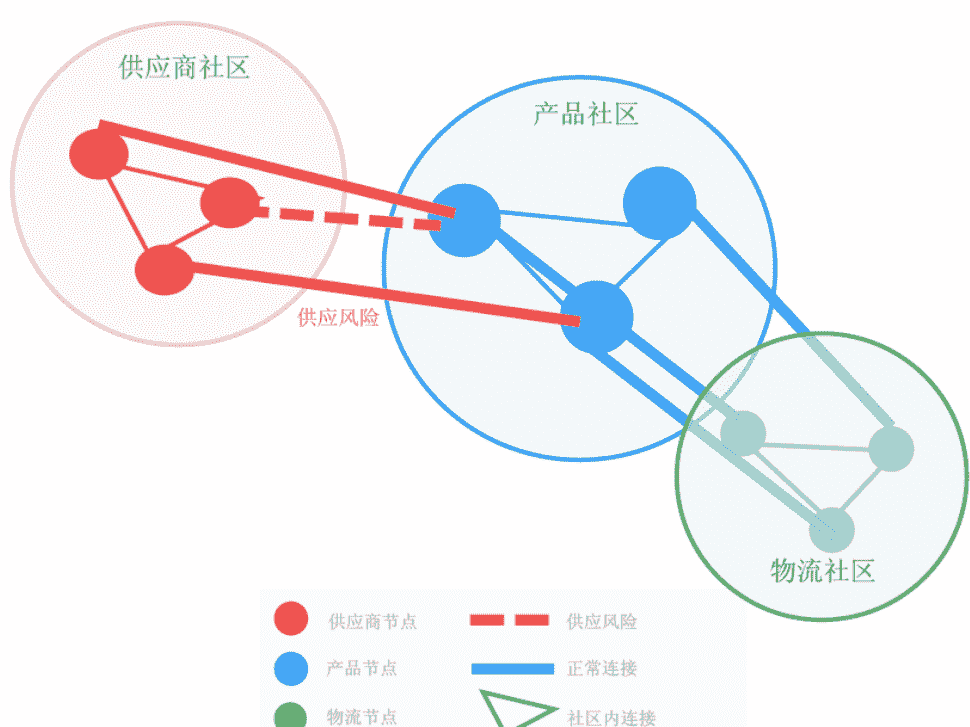 供应商社区
产品社区
供应风险
物流社区
供应商节点
供应风险
产品节点
正常连接
物流节点
社区内连接